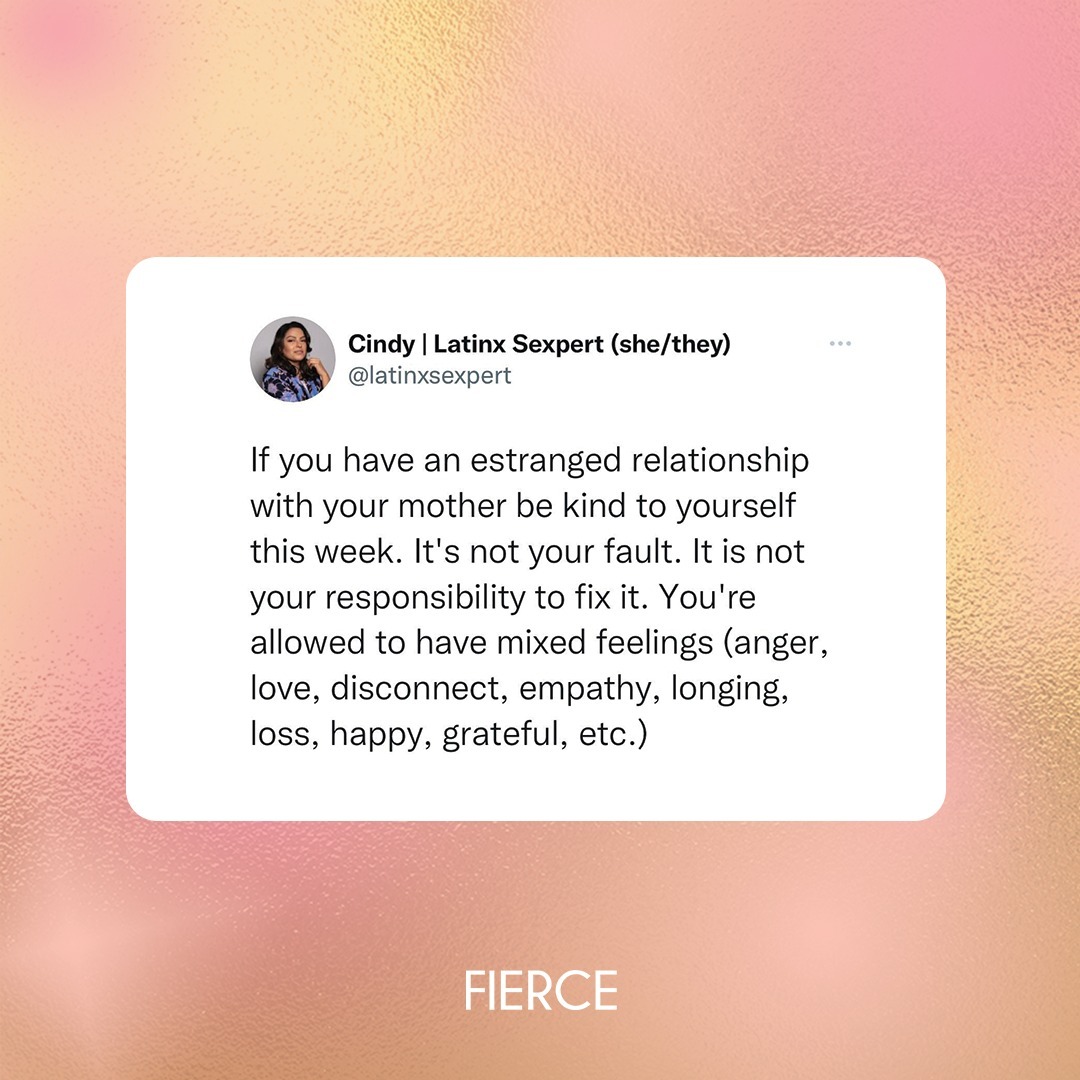 Cindy | Latinx Sexpert (she/they)
@latinxsexpert
If you have an estranged relationship
with your mother be kind to yourself
this week. It's not your fault. It is not
your responsibility to fix it. You're
allowed to have mixed feelings (anger,
love, disconnect, empathy, longing,
loss, happy, grateful, etc.)
FIERCE